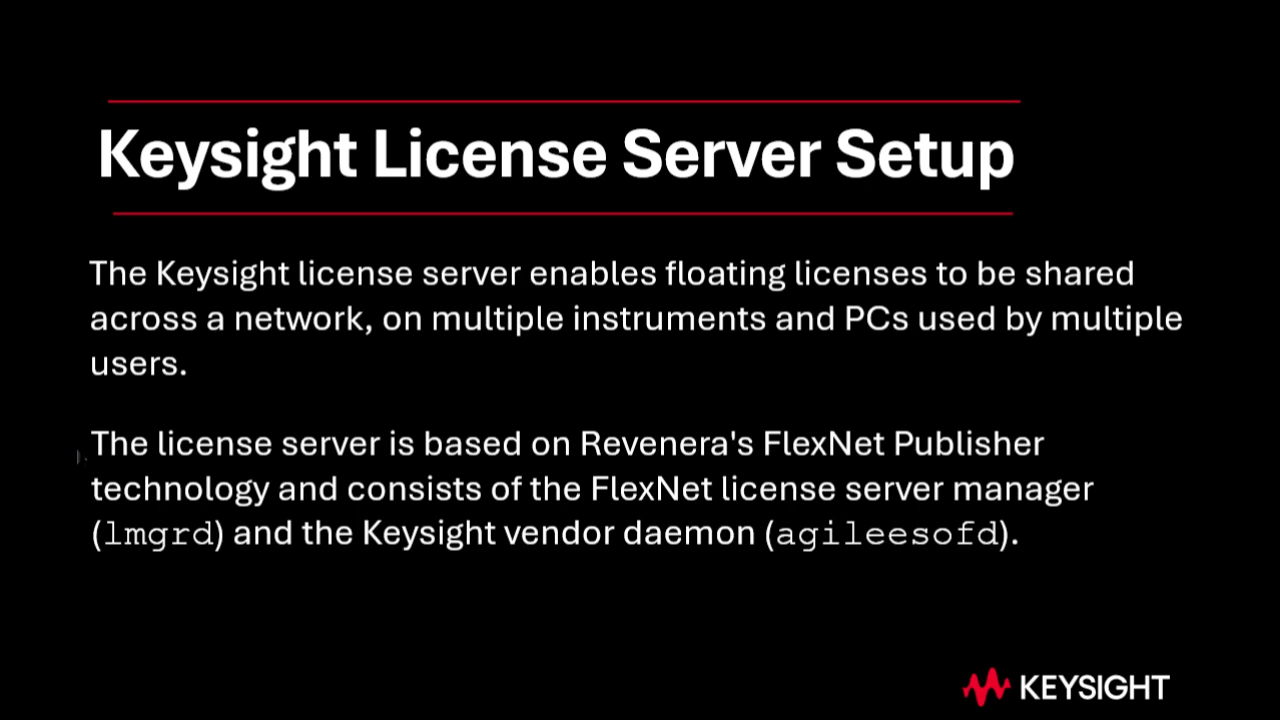 Keysight License Server Setup
The Keysight license server enables floating licenses to be shared
across a network, on multiple instruments and PCs used by multiple
users.
The license server is based on Revenera's FlexNet Publisher
technology and consists of the FlexNet license server manager
(lmgrd) and the Keysight vendor daemon (agileesofd).
KEYSIGHT